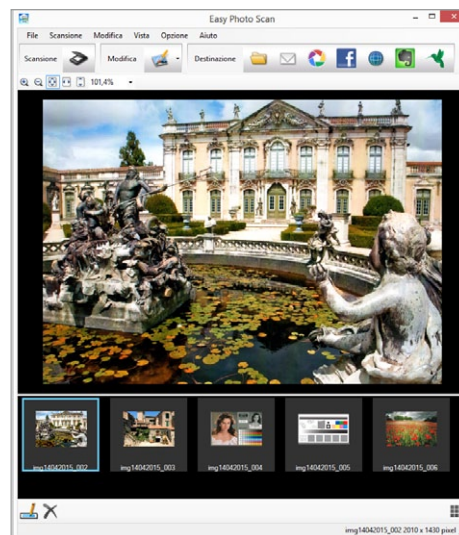 Easy Photo Scan
File Scansione Modifica Vista Opzione Aiuto
Scansione Modifica Destinazione
101,4%
img14042015_002 img14042015_003 img14042015_004 img14042015_005 img14042015_006
img14042015_002 2010 x 1430 pixel